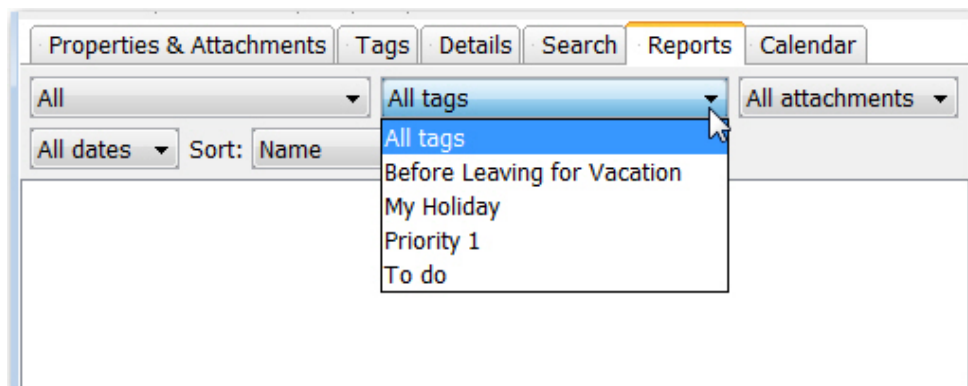 Properties & Attachments Tags Details Search Reports Calendar
All All tags All attachments
All dates Sort: Name
All tags
Before Leaving for Vacation
My Holiday
Priority 1
To do